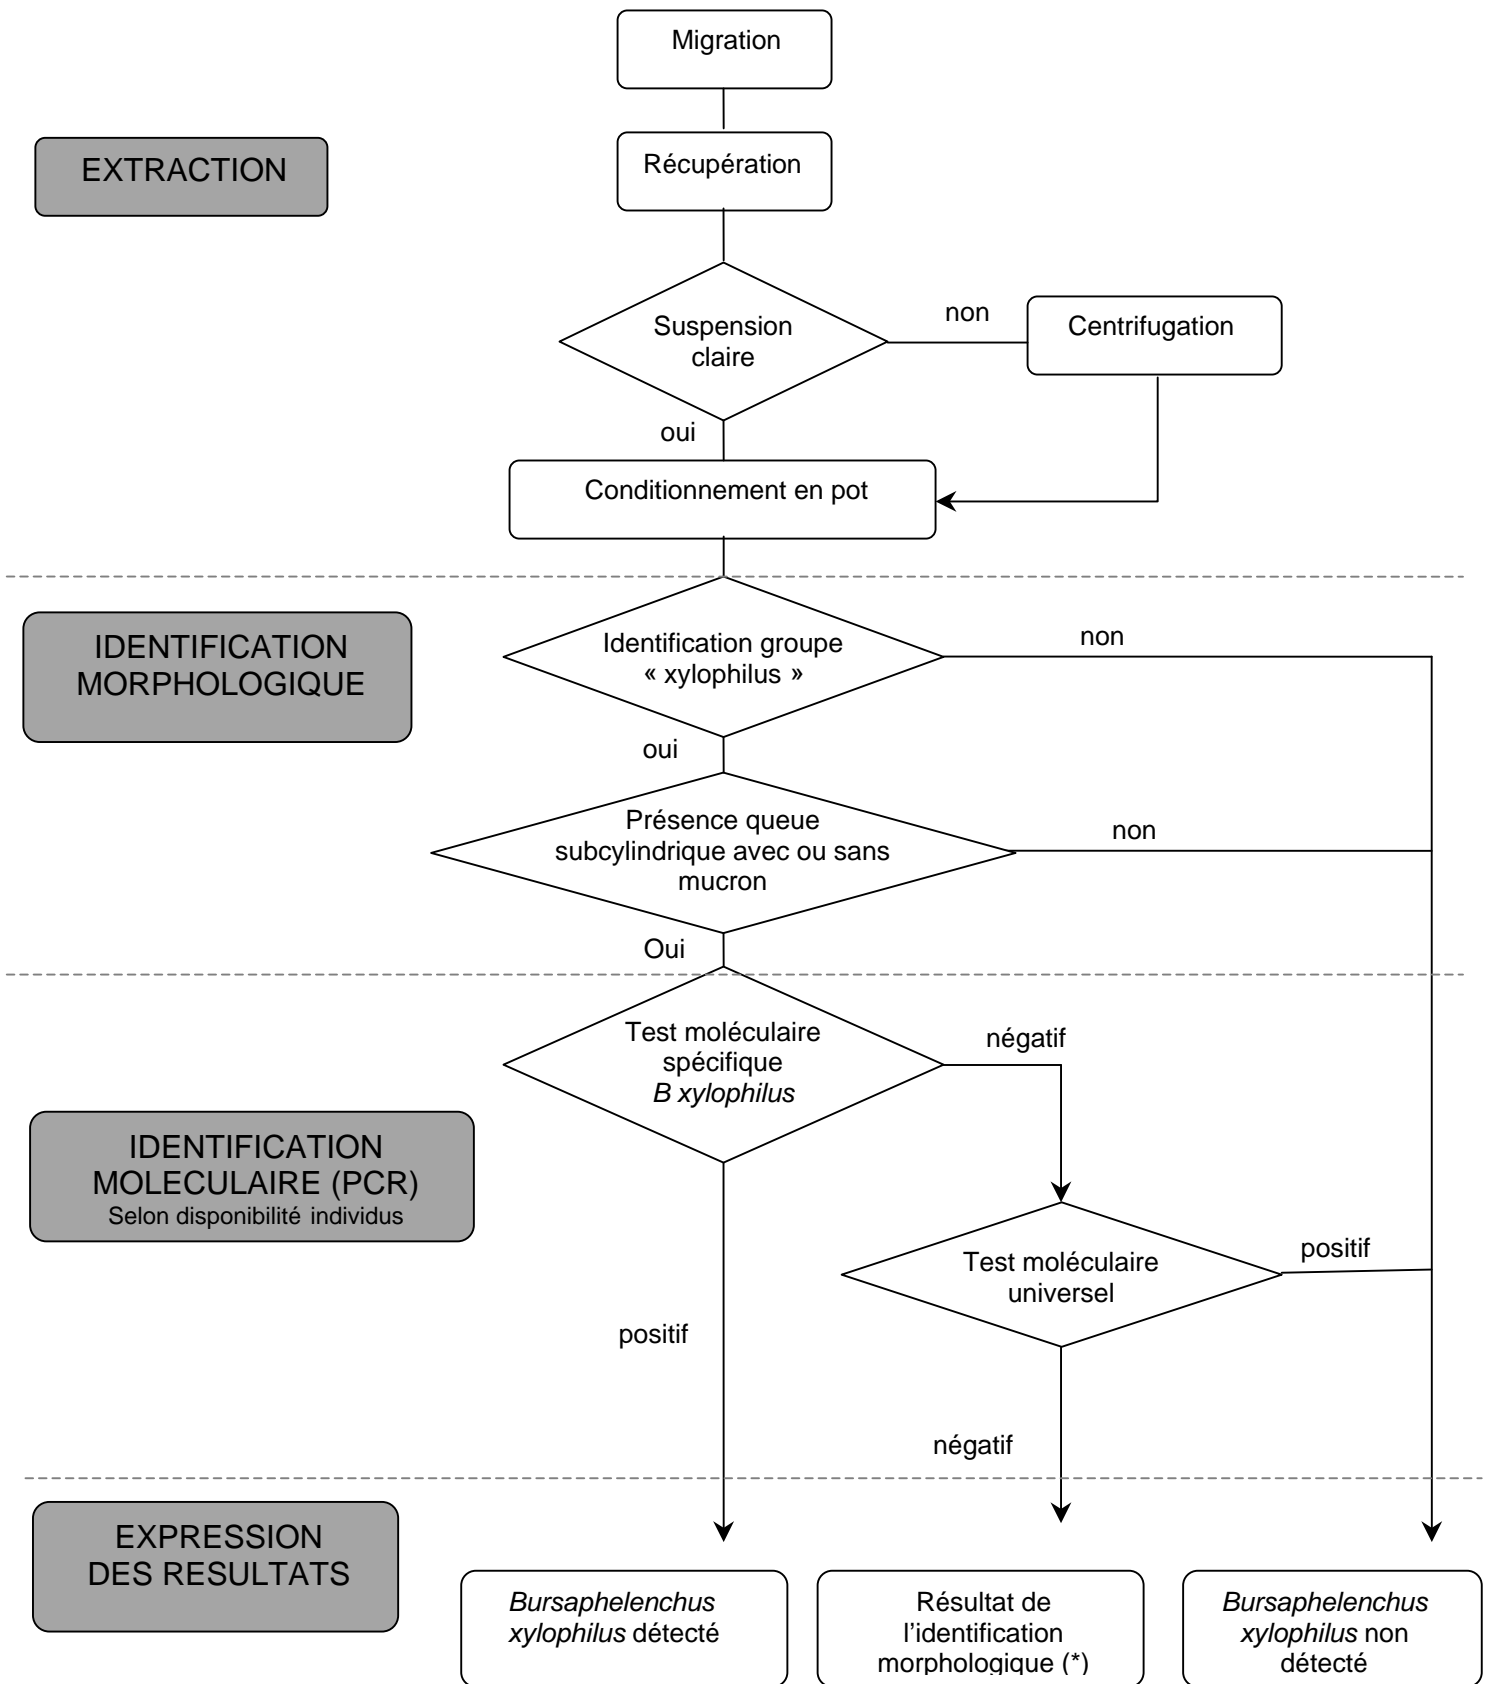 Migration
EXTRACTION
Récupération
Suspension
claire
non
Centrifugation
oui
Conditionnement en pot
IDENTIFICATION
MORPHOLOGIQUE
Identification groupe
« xylophilus »
non
oui
Présence queue
subcylindrique avec ou sans
mucron
non
Oui
Test moléculaire
spécifique
B xylophilus
négatif
IDENTIFICATION
MOLECULAIRE (PCR)
Selon disponibilité individus
Test moléculaire
universel
positif
positif
négatif
EXPRESSION
DES RESULTATS
Bursaphelenchus
xylophilus détecté
Résultat de
l’identification
morphologique (*)
Bursaphelenchus
xylophilus non
détecté